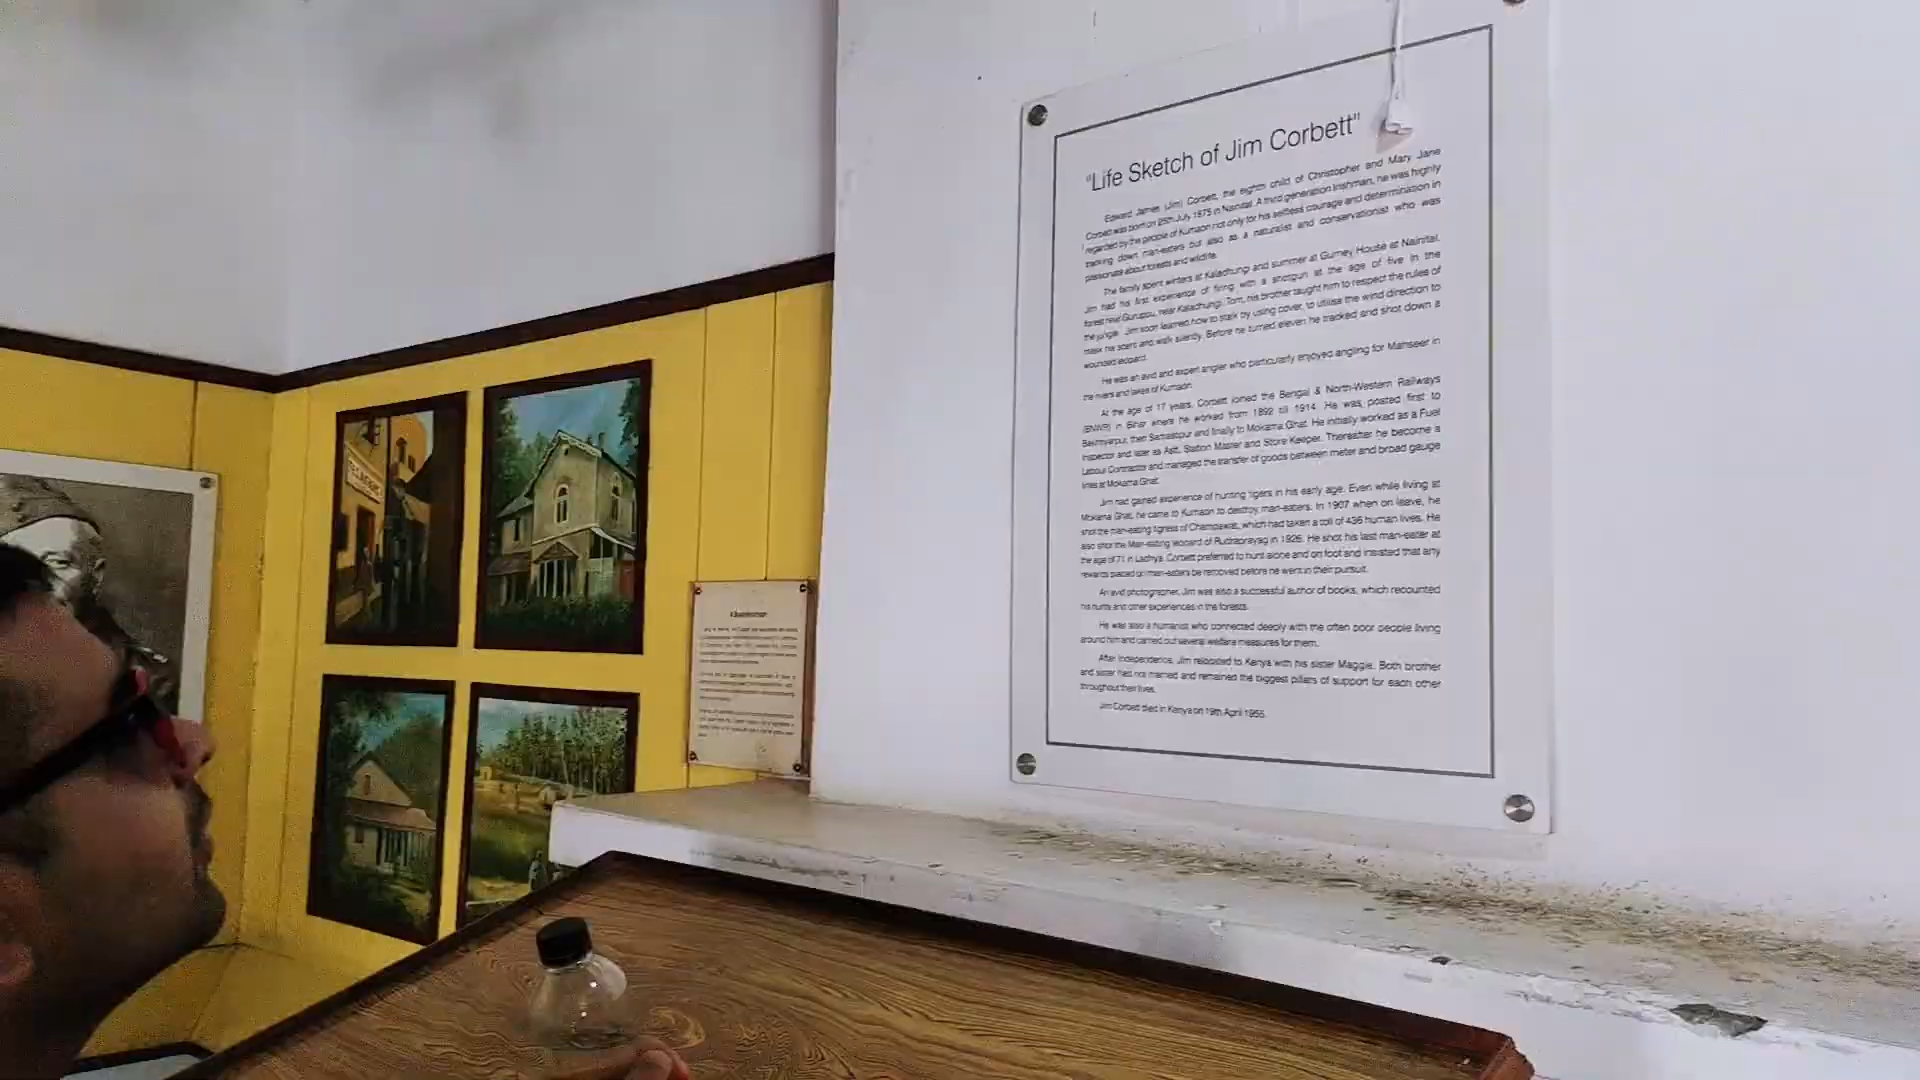 "Life Sketch of Jim Corbett"
Edward James (Jim) Corbett, the eighth child of Christopher and Mary Jane
Corbett was born on 25th July, 1875 in Nainital. A third generation Irishman, he was highly
regarded by the people of Kumaon not only for his selfless courage and determination in
tracking down man-eaters but also as a naturalist and conservationist who was
passionate about forests and wildlife.
The family spent winters at Kaladhungi and summer at Gurney House at Nainital.
Jim had his first experience of firing with a shotgun at the age of five in the
forest near Gurupou, near Kaladhungi. Tom, his brother taught him to respect the rules of
the jungle. Jim soon learned how to stalk by using cover, to utilise the wind direction to
mask his scent and walk silently. Before he turned eleven he tracked and shot down a
wounded leopard.
He was an avid and expert angler who particularly enjoyed angling for Mahseer in
the rivers and lakes of Kumaon.
At the age of 17 years, Corbett joined the Bengal & North-Western Railways
(BNWR) in Bihar where he worked from 1892 till 1914. He was posted first to
then Samastipur and finally to Mokama Ghat. He initially worked as a Fuel
Inspector and later as Astt. Station Master and Store Keeper. Thereafter he become a
Labour Contractor and managed the transfer of goods between meter and broad gauge
lines at Mokama Ghat.
Jim had gained experience of hunting tigers in his early age. Even while living at
Mokama Ghat, he came to Kumaon to destroy man-eaters. In 1907 when on leave, he
shot the man-eating tigress of Champawat, which had taken a toll of 436 human lives. He
also shot the Man-eating leopard of Rudraprayag in 1926. He shot his last man-eater at
the age of 71 in Ladhya. Corbett preferred to hunt alone and on foot and insisted that any
rewards placed on man-eaters be removed before he went in their pursuit.
An avid photographer, Jim was also a successful author of books, which recounted
his hunts and other experiences in the forests.
He was also a humanist who connected deeply with the often poor people living
around him and carried out several welfare measures for them.
After Independence, Jim relocated to Kenya with his sister Maggie. Both brother
and sister had not married and remained the biggest pillars of support for each other
throughout their lives.
Jim Corbett died in Kenya on 19th April 1955.